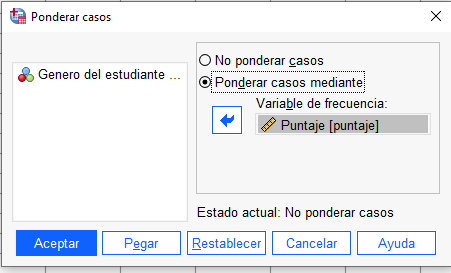 Ponderar casos
Genero del estudiante ...
No ponderar casos
Ponderar casos mediante
Variable de frecuencia:
Puntaje [puntaje]
Estado actual: No ponderar casos
Aceptar
Pegar
Restablecer
Cancelar
Ayuda